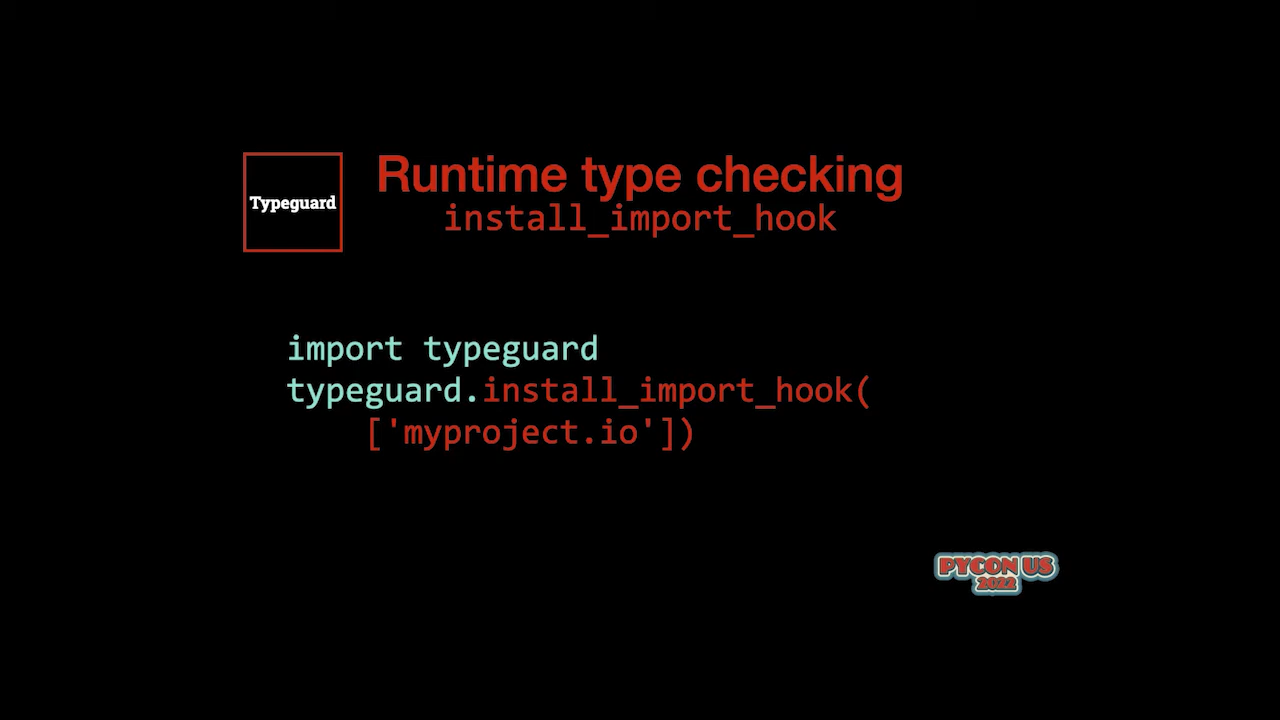 Typeguard
Runtime type checking
install_import_hook
import typeguard
typeguard.install_import_hook(
    ['myproject.io'])
PYCON US
2022